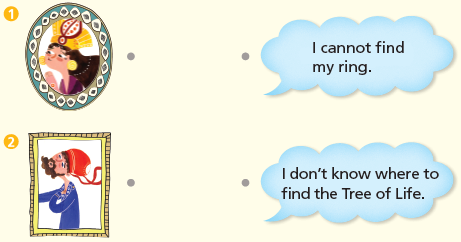 1
I cannot find
my ring.
2
I don't know where to
find the Tree of Life.